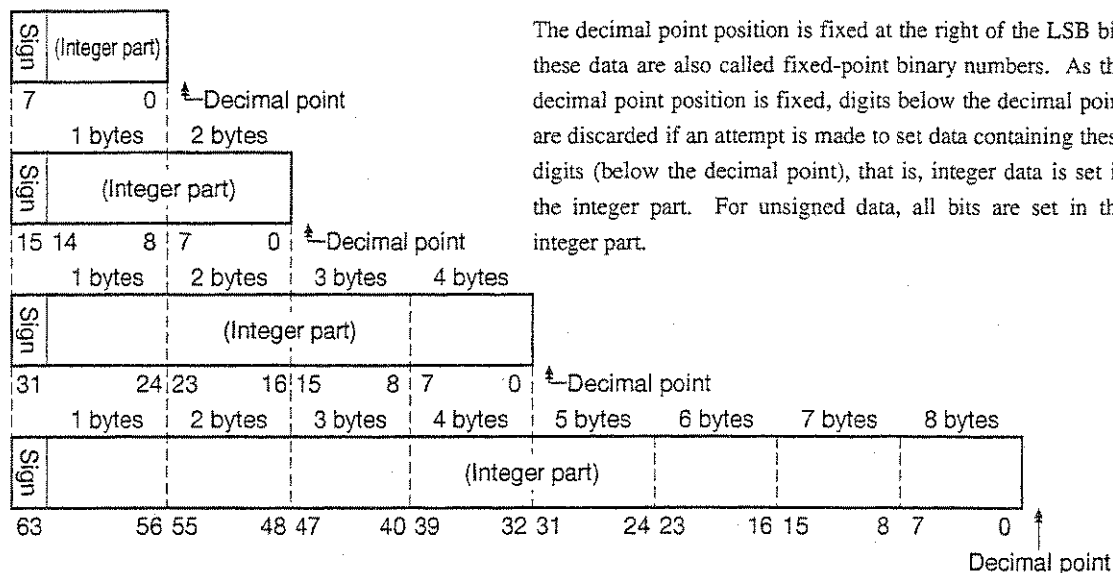 The decimal point position is fixed at the right of the LSB bi
these data are also called fixed-point binary numbers. As th
decimal point position is fixed, digits below the decimal poin
are discarded if an attempt is made to set data containing thes
digits (below the decimal point), that is, integer data is set i
the integer part. For unsigned data, all bits are set in th
integer part.
Sign (Integer part)
7 0 Decimal point
1 bytes 2 bytes
Sign (Integer part)
15 14 8 7 0 Decimal point
1 bytes 2 bytes 3 bytes 4 bytes
Sign (Integer part)
31 24 23 16 15 8 7 0 Decimal point
1 bytes 2 bytes 3 bytes 4 bytes 5 bytes 6 bytes 7 bytes 8 bytes
Sign (Integer part)
63 56 55 48 47 40 39 32 31 24 23 16 15 8 7 0
Decimal point